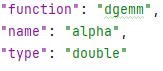 "function": "dgemm",
"name": "alpha",
"type": "double"